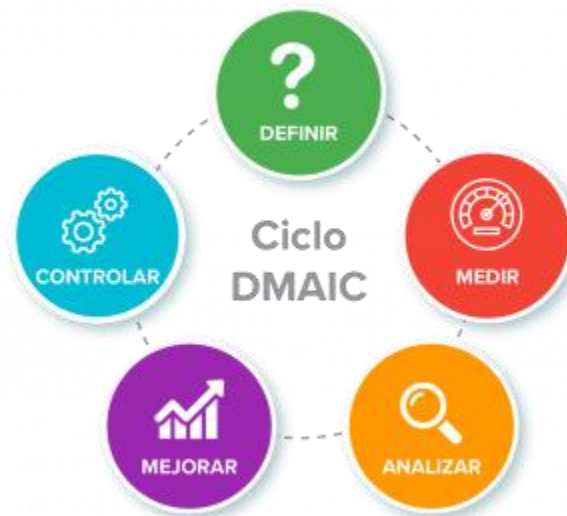 ?
DEFINIR
MEDIR
ANALIZAR
MEJORAR
CONTROLAR
Ciclo
DMAIC